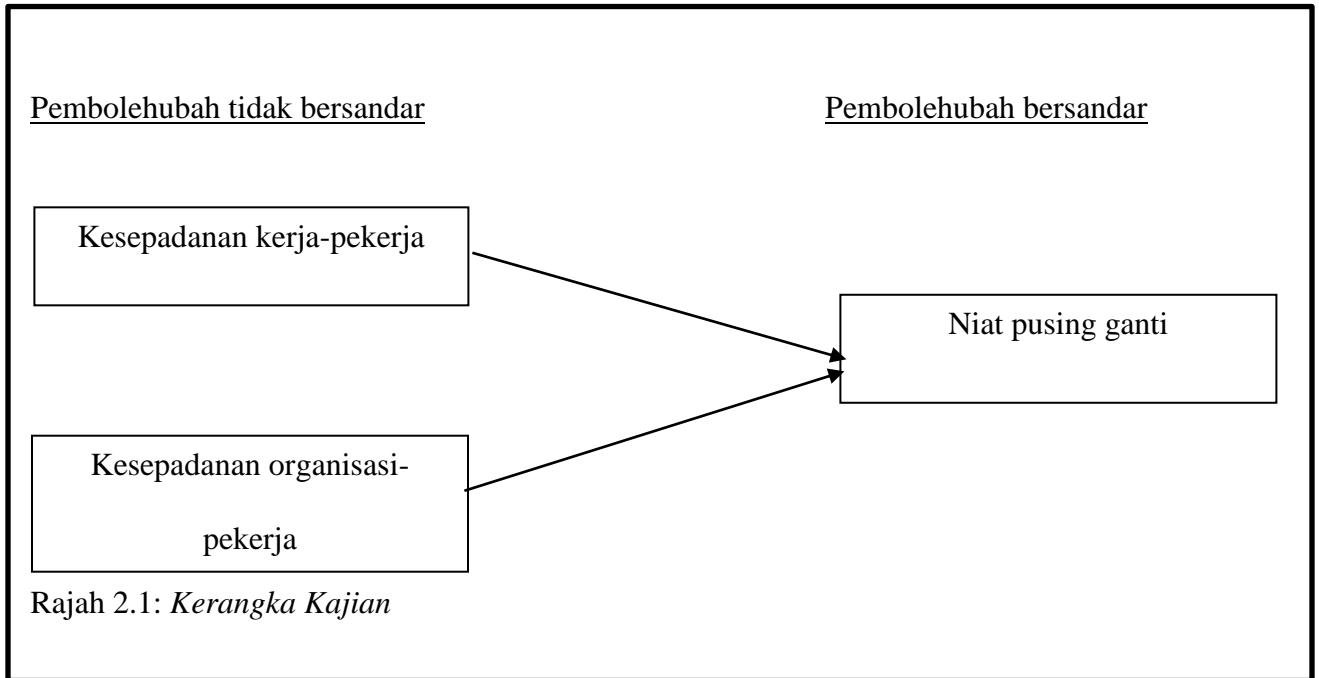 Pembolehubah tidak bersandar
Pembolehubah bersandar
Kesepadanan kerja-pekerja
Niat pusing ganti
Kesepadanan organisasi-
pekerja
Rajah 2.1: Kerangka Kajian